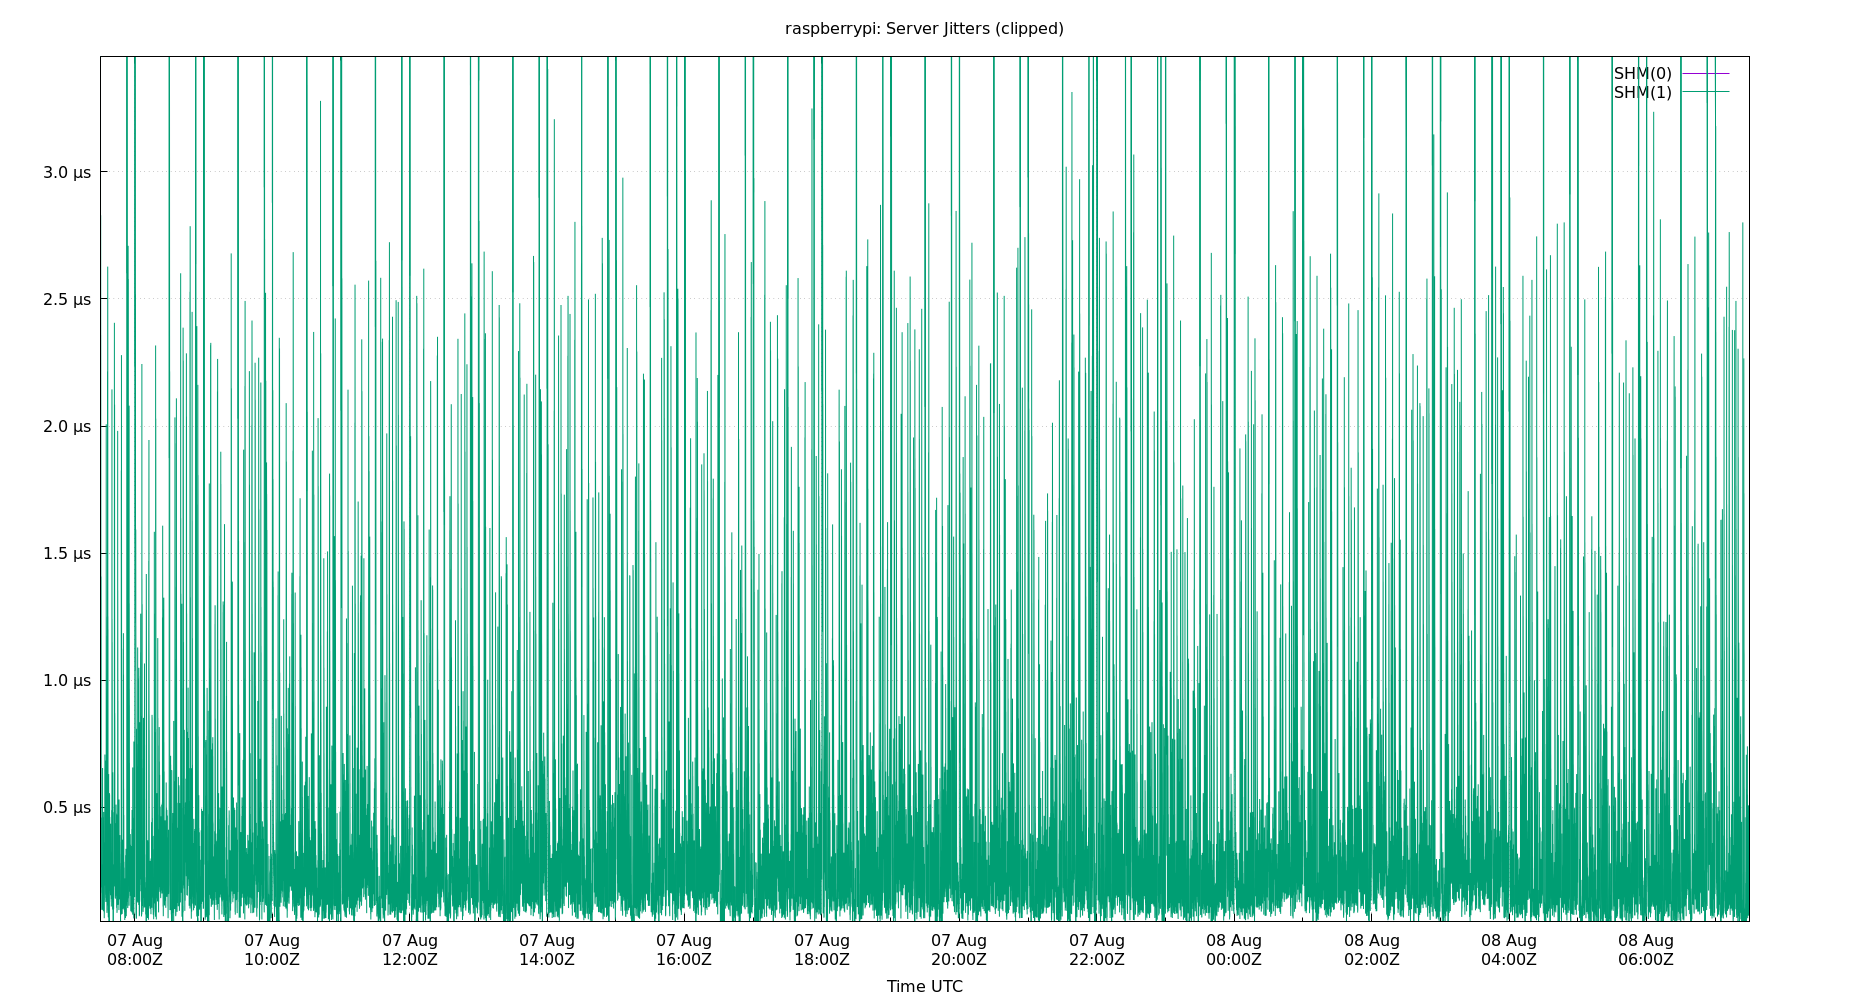 raspberrypi: Server Jitters (clipped)
SHM(0)
SHM(1)
3.0 µs
2.5 µs
2.0 µs
1.5 µs
1.0 µs
0.5 µs
07 Aug 07 Aug 07 Aug 07 Aug 07 Aug 07 Aug 07 Aug 07 Aug 08 Aug 08 Aug 08 Aug 08 Aug
08:00Z 10:00Z 12:00Z 14:00Z 16:00Z 18:00Z 20:00Z 22:00Z 00:00Z 02:00Z 04:00Z 06:00Z
Time UTC